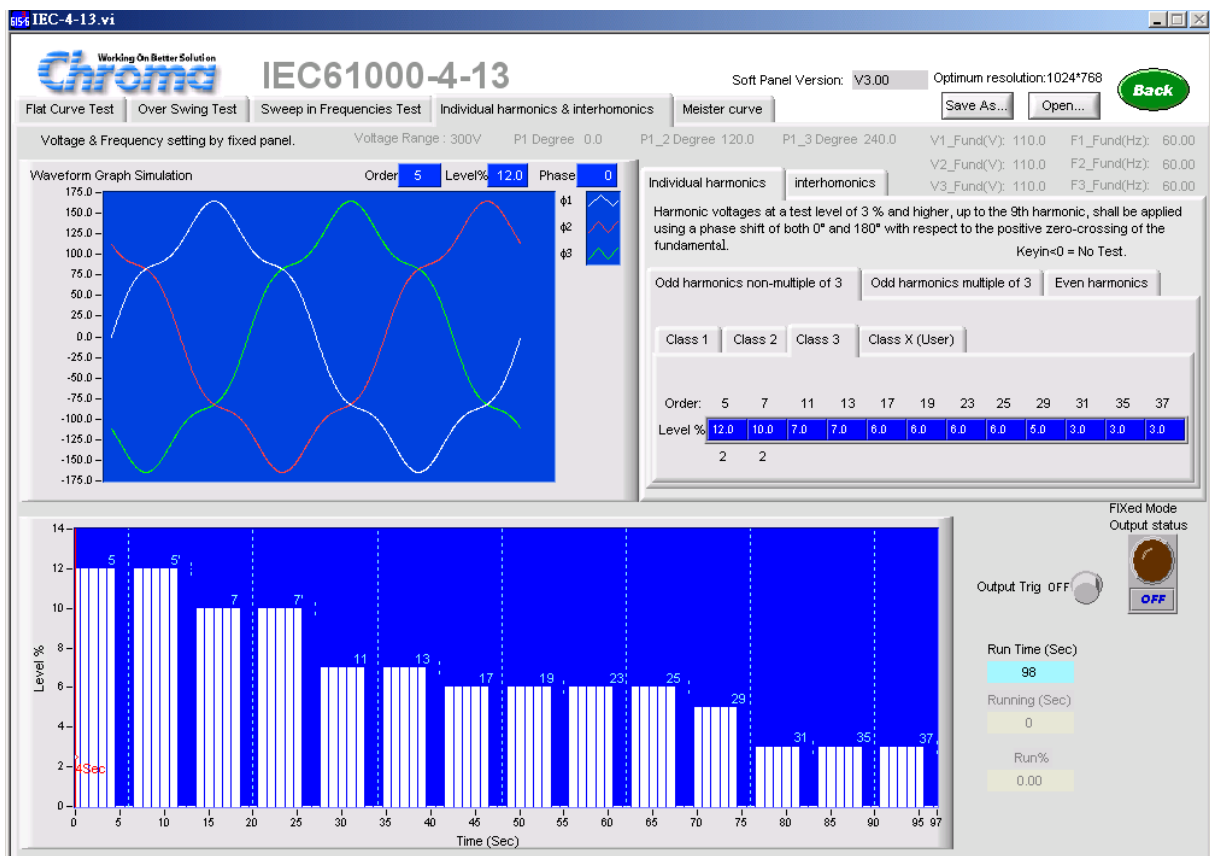 IEC-4-13.vi
Working On Better Solution
Chroma
IEC61000-4-13
Soft Panel Version: V3.00
Optimum resolution:1024*768
Back
Save As...
Open...
Flat Curve Test
Over Swing Test
Sweep in Frequencies Test
Individual harmonics & interhomonics
Meister curve
Voltage & Frequency setting by fixed panel.
Voltage Range : 300V
P1 Degree 0.0
P1_2 Degree 120.0
P1_3 Degree 240.0
V1_Fund(V): 110.0
F1_Fund(Hz): 60.00
V2_Fund(V): 110.0
F2_Fund(Hz): 60.00
V3_Fund(V): 110.0
F3_Fund(Hz): 60.00
Waveform Graph Simulation
Order 5
Level% 12.0
Phase 0
175.0
150.0
125.0
100.0
75.0
50.0
25.0
0.0
-25.0
-50.0
-75.0
-100.0
-125.0
-150.0
-175.0
ϕ1
ϕ2
ϕ3
Individual harmonics
interhomonics
Harmonic voltages at a test level of 3 % and higher, up to the 9th harmonic, shall be applied
using a phase shift of both 0° and 180° with respect to the positive zero-crossing of the
fundamental.
Keyin<0 = No Test.
Odd harmonics non-multiple of 3
Odd harmonics multiple of 3
Even harmonics
Class 1
Class 2
Class 3
Class X (User)
Order: 5 7 11 13 17 19 23 25 29 31 35 37
Level % 12.0 10.0 7.0 7.0 6.0 6.0 6.0 6.0 5.0 3.0 3.0 3.0
2 2
14
12
10
8
6
4
2
0
Level %
5 5' 7 7' 11 13 17 19 23 25 29 31 35 37
4Sec
0 5 10 15 20 25 30 35 40 45 50 55 60 65 70 75 80 85 90 95 97
Time (Sec)
FIXed Mode
Output status
Output Trig OFF
OFF
Run Time (Sec)
98
Running (Sec)
0
Run%
0.00